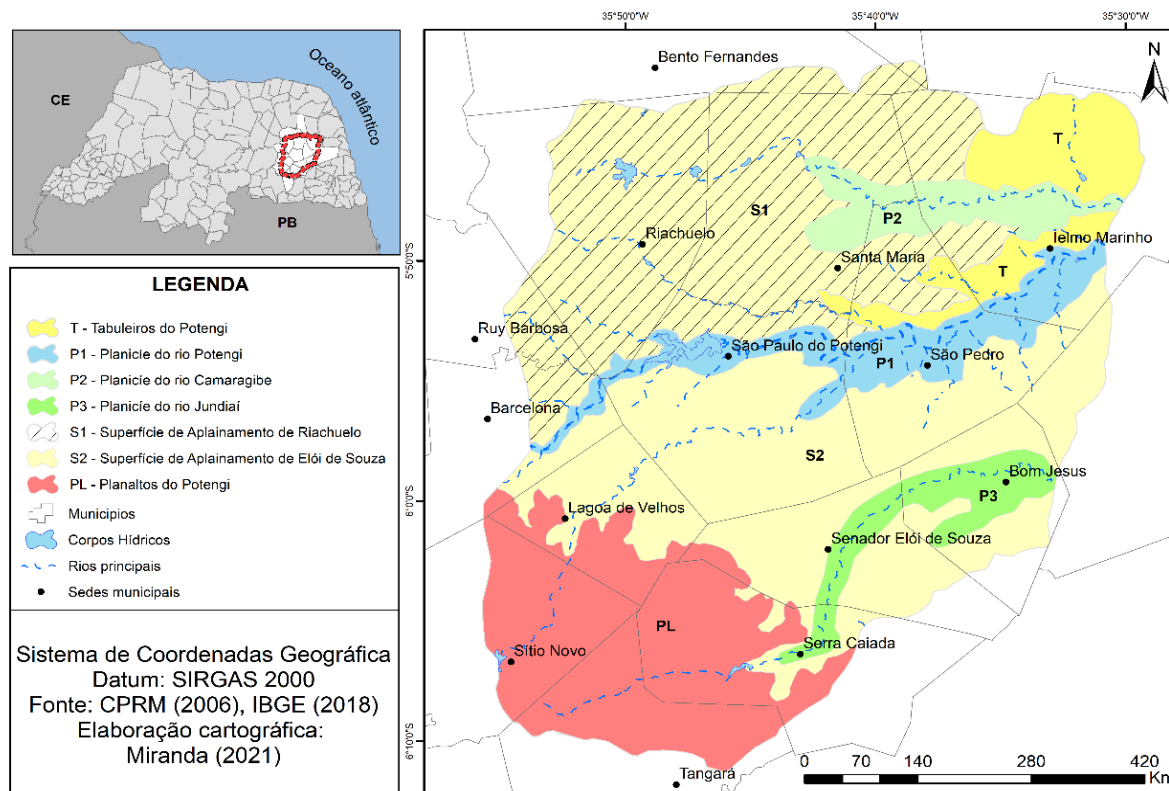 CE
PB
Oceano atlântico
LEGENDA
T - Tabuleiros do Potengi
P1 - Planicie do rio Potengi
P2 - Planicíe do rio Camaragibe
P3 - Planicíe do rio Jundiaí
S1 - Superfície de Aplainamento de Riachuelo
S2 - Superfície de Aplainamento de Elói de Souza
PL - Planaltos do Potengi
Municipios
Corpos Hídricos
Rios principais
Sedes municipais
Sistema de Coordenadas Geográfica
Datum: SIRGAS 2000
Fonte: CPRM (2006), IBGE (2018)
Elaboração cartográfica:
Miranda (2021)
35°50'0"O
35°40'0"O
35°30'0"O
N
Bento Fernandes
T
S1
P2
Riachuelo
Santa Maria
Ielmo Marinho
T
5°50'0"S
Ruy Barbosa
São Paulo do Potengi
P1
São Pedro
Barcelona
S2
Bom Jesus
P3
6°0'0"S
Lagoa de Velhos
Senador Elói de Souza
PL
Sítio Novo
Serra Caiada
6°10'0"S
Tangará
0 70 140 280 420
Km